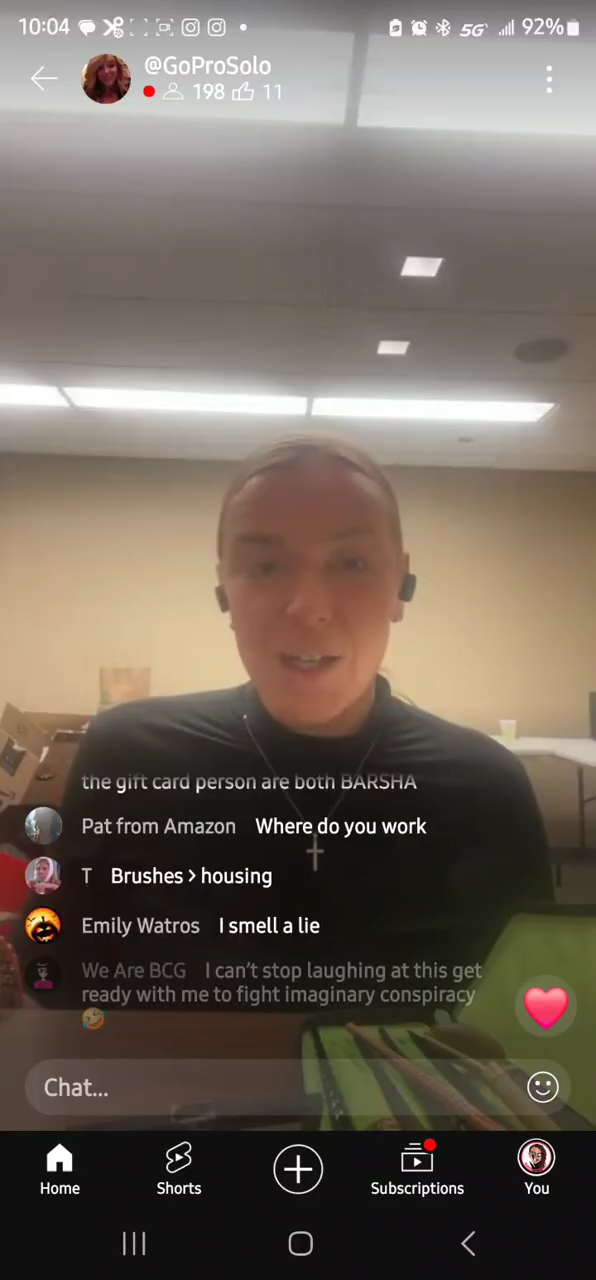 10:04 5G 92%
@GoProSolo
198 11
the gift card person are both BARSHA
Pat from Amazon Where do you work
T Brushes > housing
Emily Watros I smell a lie
We Are BCG I can't stop laughing at this get
ready with me to fight imaginary conspiracy
🤣
Chat...
Home Shorts Subscriptions You